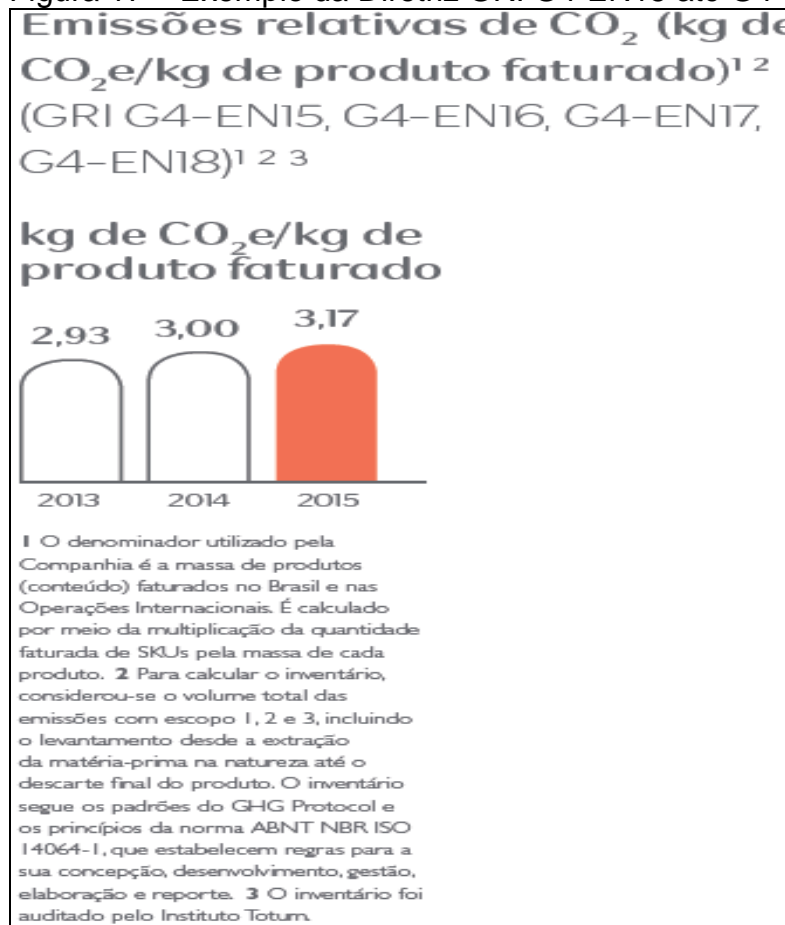 Emissões relativas de CO₂ (kg de
CO₂e/kg de produto faturado)¹ ²
(GRI G4-EN15, G4-EN16, G4-EN17,
G4-EN18)¹ ² ³
kg de CO₂e/kg de
produto faturado
2,93 3,00 3,17
2013 2014 2015
1 O denominador utilizado pela
Companhia é a massa de produtos
(conteúdo) faturados no Brasil e nas
Operações Internacionais. É calculado
por meio da multiplicação da quantidade
faturada de SKUs pela massa de cada
produto. 2 Para calcular o inventário,
considerou-se o volume total das
emissões com escopo 1, 2 e 3, incluindo
o levantamento desde a extração
da matéria-prima na natureza até o
descarte final do produto. O inventário
segue os padrões do GHG Protocol e
os princípios da norma ABNT NBR ISO
14064-1, que estabelecem regras para a
sua concepção, desenvolvimento, gestão,
elaboração e reporte. 3 O inventário foi
auditado pelo Instituto Totum.